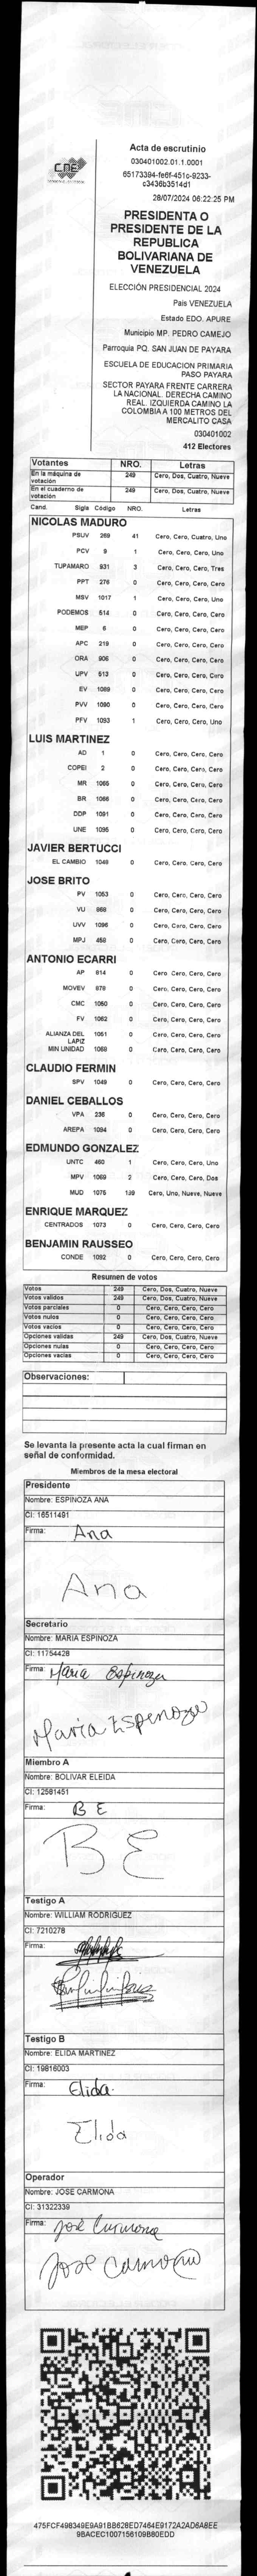 CNE
Acta de escrutinio
030401002.01.1.0001
65173394-fe6f-451c-9233-
c3436b3514d1
28/07/2024 06:22:25 PM
PRESIDENTA O
PRESIDENTE DE LA
REPUBLICA
BOLIVARIANA DE
VENEZUELA
ELECCIÓN PRESIDENCIAL 2024
Pais VENEZUELA
Estado EDO. APURE
Municipio MP. PEDRO CAMEJO
Parroquia PQ. SAN JUAN DE PAYARA
ESCUELA DE EDUCACION PRIMARIA
PASO PAYARA
SECTOR PAYARA FRENTE CARRERA
LA NACIONAL. DERECHA CAMINO
REAL. IZQUIERDA CAMINO LA
COLOMBIA A 100 METROS DEL
MERCALITO CASA
030401002
412 Electores
Votantes NRO. Letras
En la máquina de votación 249 Cero, Dos, Cuatro, Nueve
En el cuaderno de votación 249 Cero, Dos, Cuatro, Nueve
Cand. Sigla Código NRO. Letras
NICOLAS MADURO
PSUV 269 41 Cero, Cero, Cuatro, Uno
PCV 9 1 Cero, Cero, Cero, Uno
TUPAMARO 931 3 Cero, Cero, Cero, Tres
PPT 276 0 Cero, Cero, Cero, Cero
MSV 1017 1 Cero, Cero, Cero, Uno
PODEMOS 514 0 Cero, Cero, Cero, Cero
MEP 6 0 Cero, Cero, Cero, Cero
APC 219 0 Cero, Cero, Cero, Cero
ORA 906 0 Cero, Cero, Cero, Cero
UPV 513 0 Cero, Cero, Cero, Cero
EV 1089 0 Cero, Cero, Cero, Cero
PVV 1090 0 Cero, Cero, Cero, Cero
PFV 1093 1 Cero, Cero, Cero, Uno
LUIS MARTINEZ
AD 1 0 Cero, Cero, Cero, Cero
COPEI 2 0 Cero, Cero, Cero, Cero
MR 1065 0 Cero, Cero, Cero, Cero
BR 1066 0 Cero, Cero, Cero, Cero
DDP 1091 0 Cero, Cero, Cero, Cero
UNE 1095 0 Cero, Cero, Cero, Cero
JAVIER BERTUCCI
EL CAMBIO 1048 0 Cero, Cero, Cero, Cero
JOSE BRITO
PV 1053 0 Cero, Cero, Cero, Cero
VU 868 0 Cero, Cero, Cero, Cero
UVV 1096 0 Cero, Cero, Cero, Cero
MPJ 458 0 Cero, Cero, Cero, Cero
ANTONIO ECARRI
AP 814 0 Cero, Cero, Cero, Cero
MOVEV 878 0 Cero, Cero, Cero, Cero
CMC 1050 0 Cero, Cero, Cero, Cero
FV 1062 0 Cero, Cero, Cero, Cero
ALIANZA DEL LAPIZ 1051 0 Cero, Cero, Cero, Cero
MIN UNIDAD 1058 0 Cero, Cero, Cero, Cero
CLAUDIO FERMIN
SPV 1049 0 Cero, Cero, Cero, Cero
DANIEL CEBALLOS
VPA 236 0 Cero, Cero, Cero, Cero
AREPA 1094 0 Cero, Cero, Cero, Cero
EDMUNDO GONZALEZ
UNTC 460 1 Cero, Cero, Cero, Uno
MPV 1069 2 Cero, Cero, Cero, Dos
MUD 1075 199 Cero, Uno, Nueve, Nueve
ENRIQUE MARQUEZ
CENTRADOS 1073 0 Cero, Cero, Cero, Cero
BENJAMIN RAUSSEO
CONDE 1092 0 Cero, Cero, Cero, Cero
Resumen de votos
Votos 249 Cero, Dos, Cuatro, Nueve
Votos validos 249 Cero, Dos, Cuatro, Nueve
Votos parciales 0 Cero, Cero, Cero, Cero
Votos nulos 0 Cero, Cero, Cero, Cero
Votos vacios 0 Cero, Cero, Cero, Cero
Opciones validas 249 Cero, Dos, Cuatro, Nueve
Opciones nulas 0 Cero, Cero, Cero, Cero
Opciones vacias 0 Cero, Cero, Cero, Cero
Observaciones:
Se levanta la presente acta la cual firman en
señal de conformidad.
Miembros de la mesa electoral
Presidente
Nombre: ESPINOZA ANA
CI: 16511491
Firma: Ana
Ana
Secretario
Nombre: MARIA ESPINOZA
CI: 11754428
Firma: Maria Espinoza
Maria Espinoza
Miembro A
Nombre: BOLIVAR ELEIDA
CI: 12581451
Firma: B E
B E
Testigo A
Nombre: WILLIAM RODRIGUEZ
CI: 7210278
Firma:
Testigo B
Nombre: ELIDA MARTINEZ
CI: 19816003
Firma: Elida
Elida
Operador
Nombre: JOSE CARMONA
CI: 31322339
Firma: José Carmona
Jose Carmona
475FCF498349E9A91BB628ED7464E9172A2AD6A8EE
9BACEC1007156109B80EDD